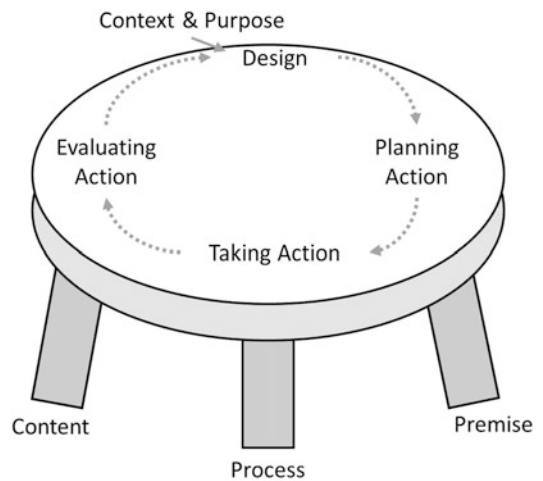 Context & Purpose
Design
Evaluating
Action
Planning
Action
Taking Action
Content
Process
Premise